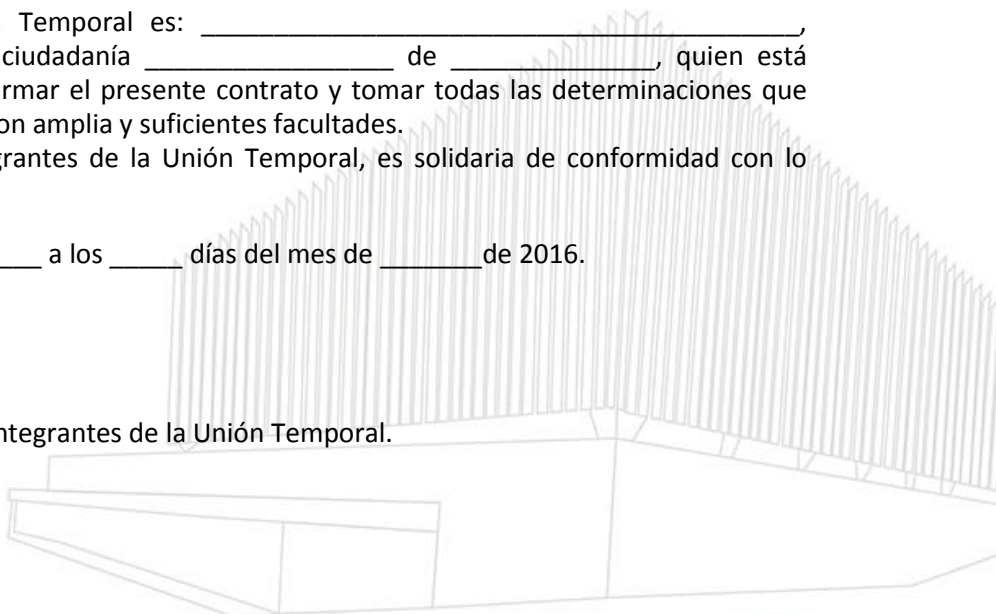 Temporal es: _________________________________________,
ciudadanía _________________ de ______________, quien está
rmar el presente contrato y tomar todas las determinaciones que
on amplia y suficientes facultades.
grantes de la Unión Temporal, es solidaria de conformidad con lo
___ a los _____ días del mes de _______de 2016.
ntegrantes de la Unión Temporal.